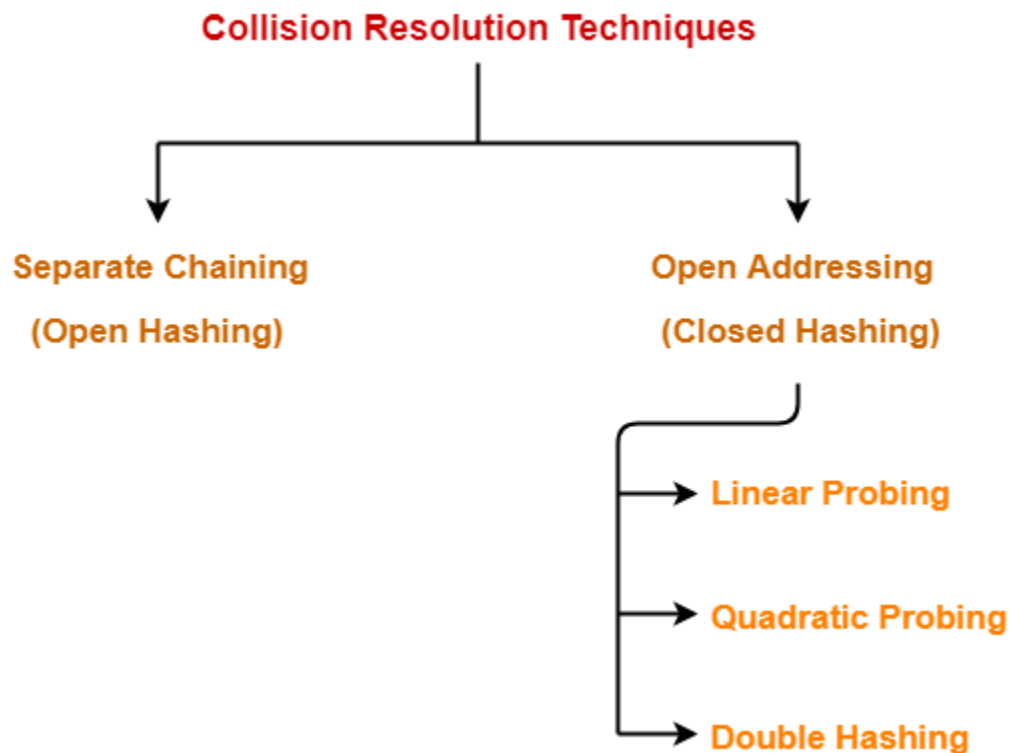 Collision Resolution Techniques
Separate Chaining
(Open Hashing)
Open Addressing
(Closed Hashing)
Linear Probing
Quadratic Probing
Double Hashing